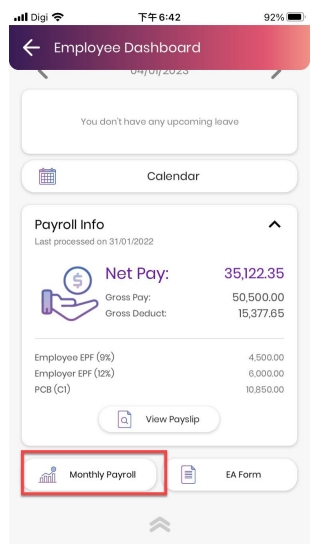 Digi 下午6:42 92%
Employee Dashboard
04/01/2023
You don't have any upcoming leave
Calendar
Payroll Info
Last processed on 31/01/2022
Net Pay: 35,122.35
Gross Pay: 50,500.00
Gross Deduct: 15,377.65
Employee EPF (9%) 4,500.00
Employer EPF (12%) 6,000.00
PCB (C1) 10,850.00
View Payslip
Monthly Payroll EA Form